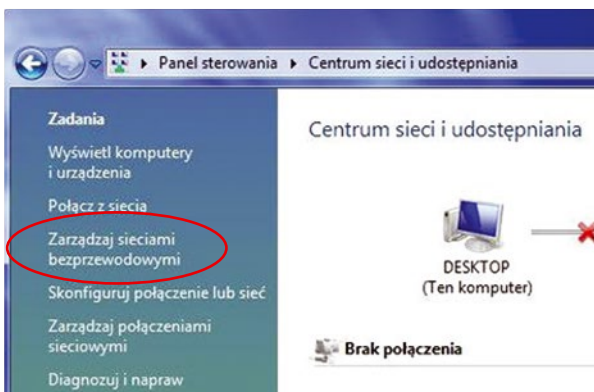 Panel sterowania ▸ Centrum sieci i udostępniania
Zadania
Wyświetl komputery
i urządzenia
Połącz z siecią
Zarządzaj sieciami
bezprzewodowymi
Skonfiguruj połączenie lub sieć
Zarządzaj połączeniami
sieciowymi
Diagnozuj i napraw
Centrum sieci i udostępniania
DESKTOP
(Ten komputer)
Brak połączenia